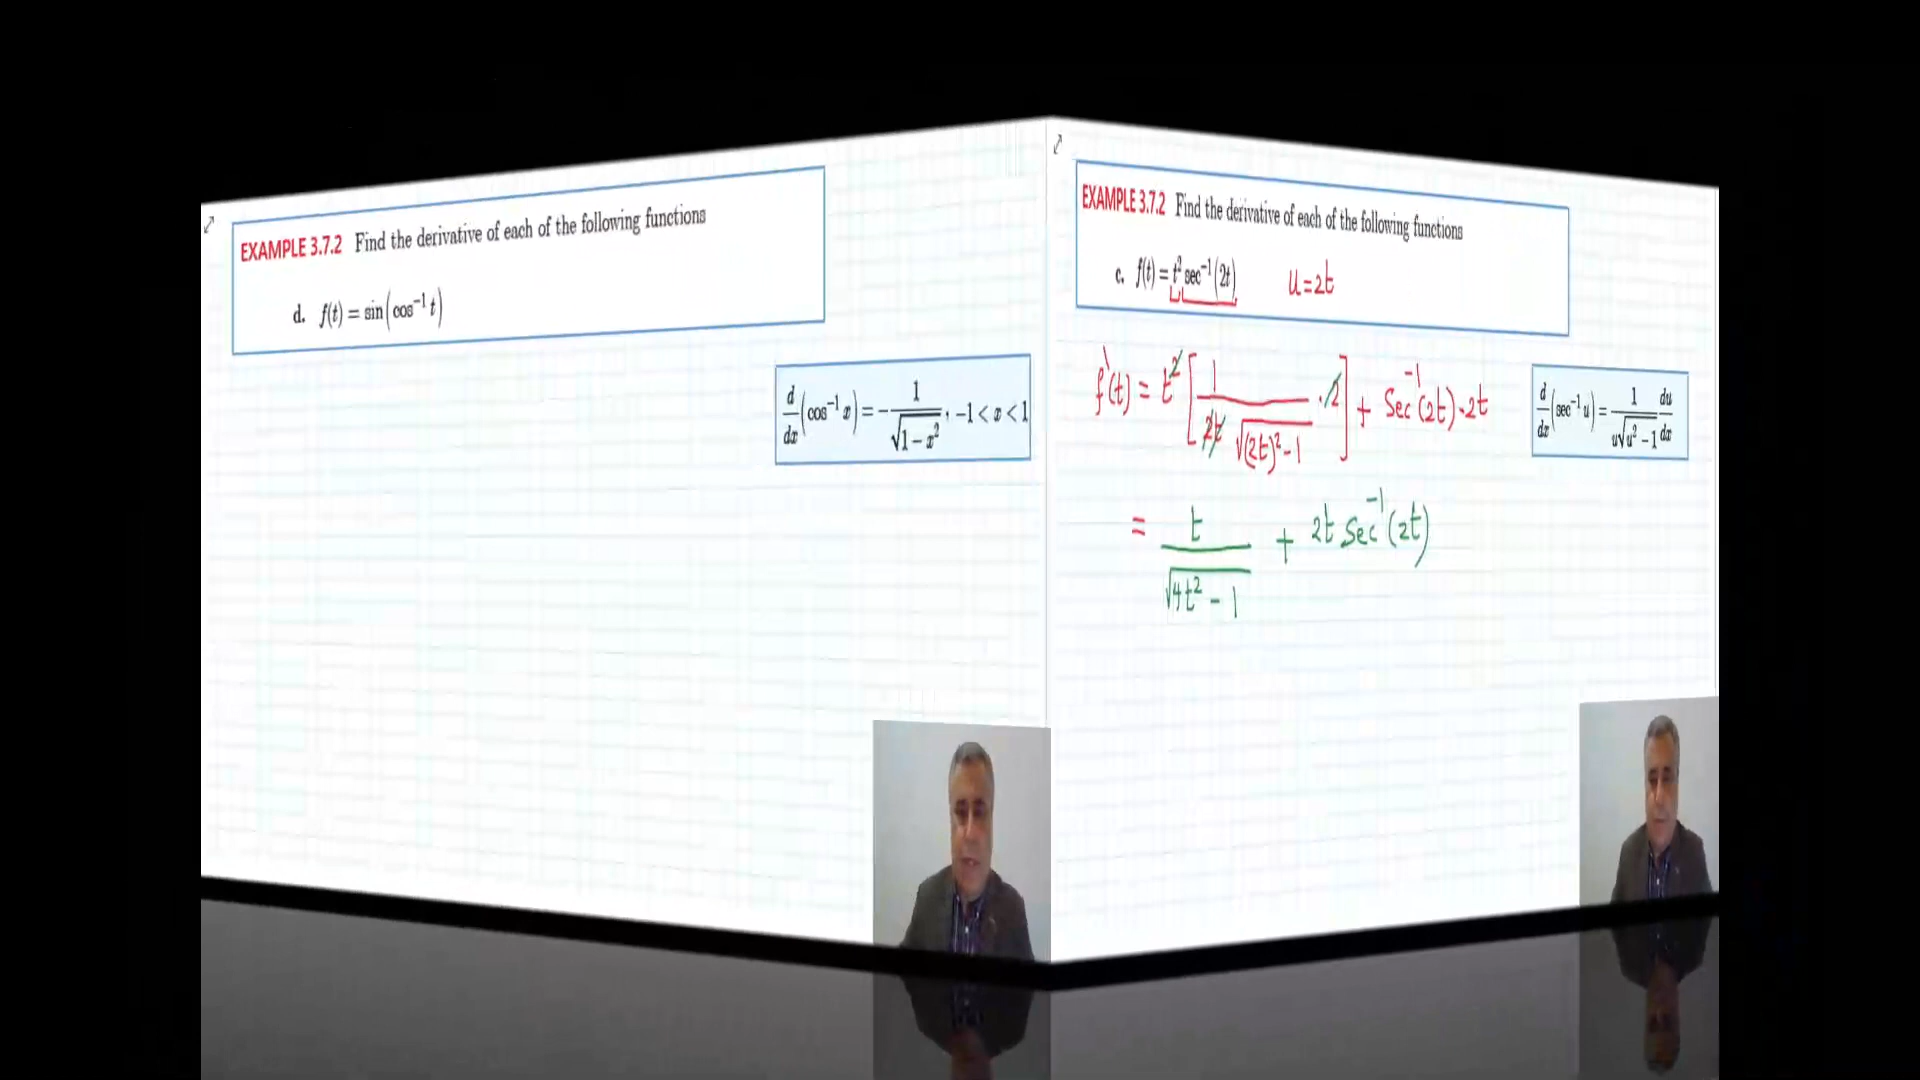 EXAMPLE 3.7.2 Find the derivative of each of the following functions
d. f(t) = sin(cos⁻¹ t)
d/dx (cos⁻¹ x) = − 1/√(1 − x²), −1 < x < 1
EXAMPLE 3.7.2 Find the derivative of each of the following functions
c. f(t) = t² sec⁻¹(2t) u = 2t
f'(t) = t² [ 1/(2t √((2t)² - 1)) · 2 ] + Sec⁻¹(2t) · 2t
d/dx (sec⁻¹ u) = 1/(u√(u² − 1)) du/dx
= t/√(4t² - 1) + 2t Sec⁻¹(2t)